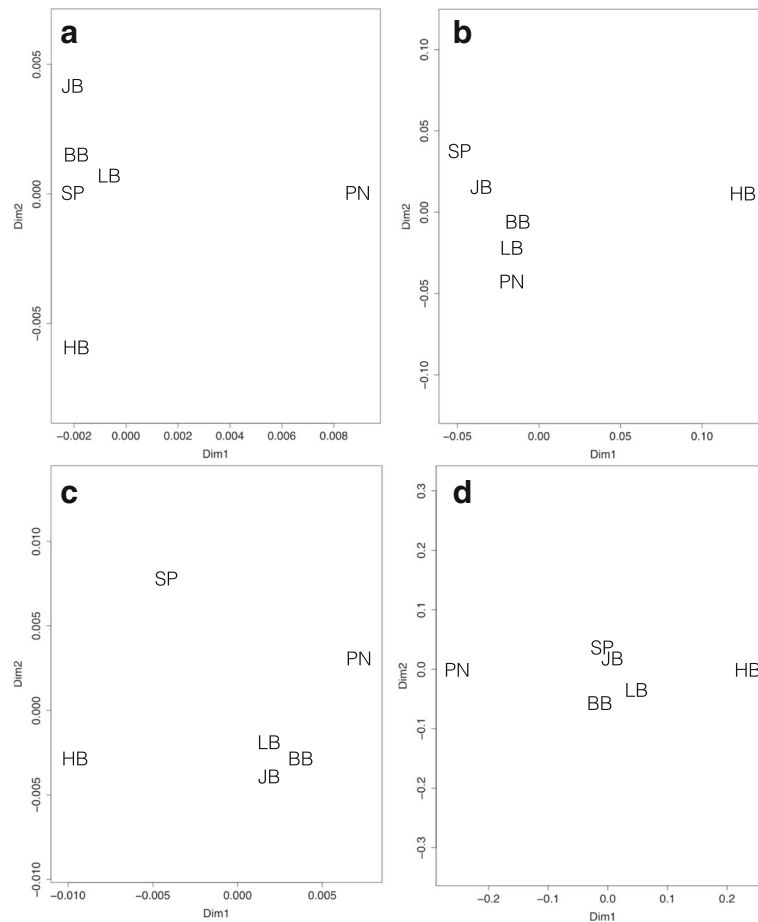 a
0.005
JB
BB
LB
SP
PN
0.000
Dim2
−0.005
HB
−0.002 0.000 0.002 0.004 0.006 0.008
Dim1
b
0.10
0.05
SP
JB
HB
0.00
BB
Dim2
LB
PN
−0.05
−0.10
−0.05 0.00 0.05 0.10
Dim1
c
0.010
SP
0.005
PN
Dim2
0.000
LB
HB
BB
JB
−0.005
−0.010
−0.010 −0.005 0.000 0.005
Dim1
d
0.3
0.2
0.1
SP
JB
PN
HB
0.0
Dim2
LB
BB
−0.1
−0.2
−0.3
−0.2 −0.1 0.0 0.1 0.2
Dim1